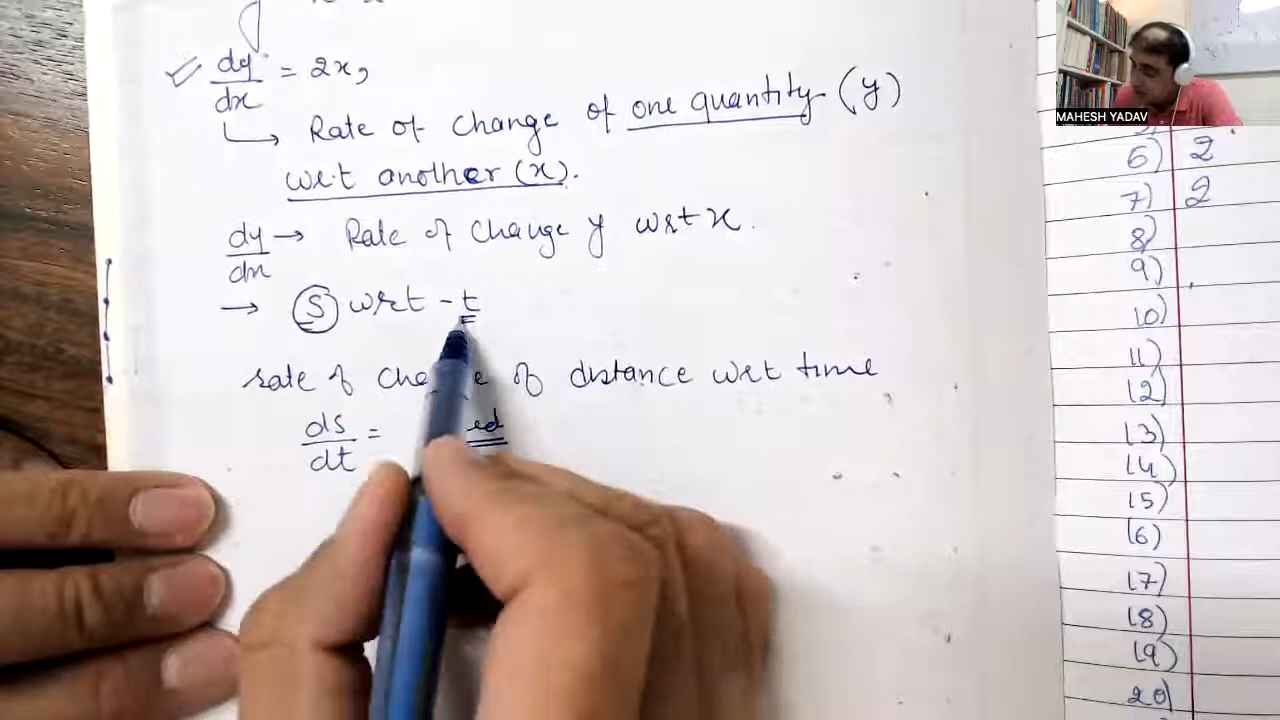 dy/dx = 2x,
Rate of change of one quantity (y)
wrt another (x).
dy/dx → Rate of change y wrt x.
→ S wrt - t
rate of of distance wrt time
ds/dt =
MAHESH YADAV
6) 2
7) 2
8)
9)
10)
11)
12)
13)
14)
15)
16)
17)
18)
19)
20)